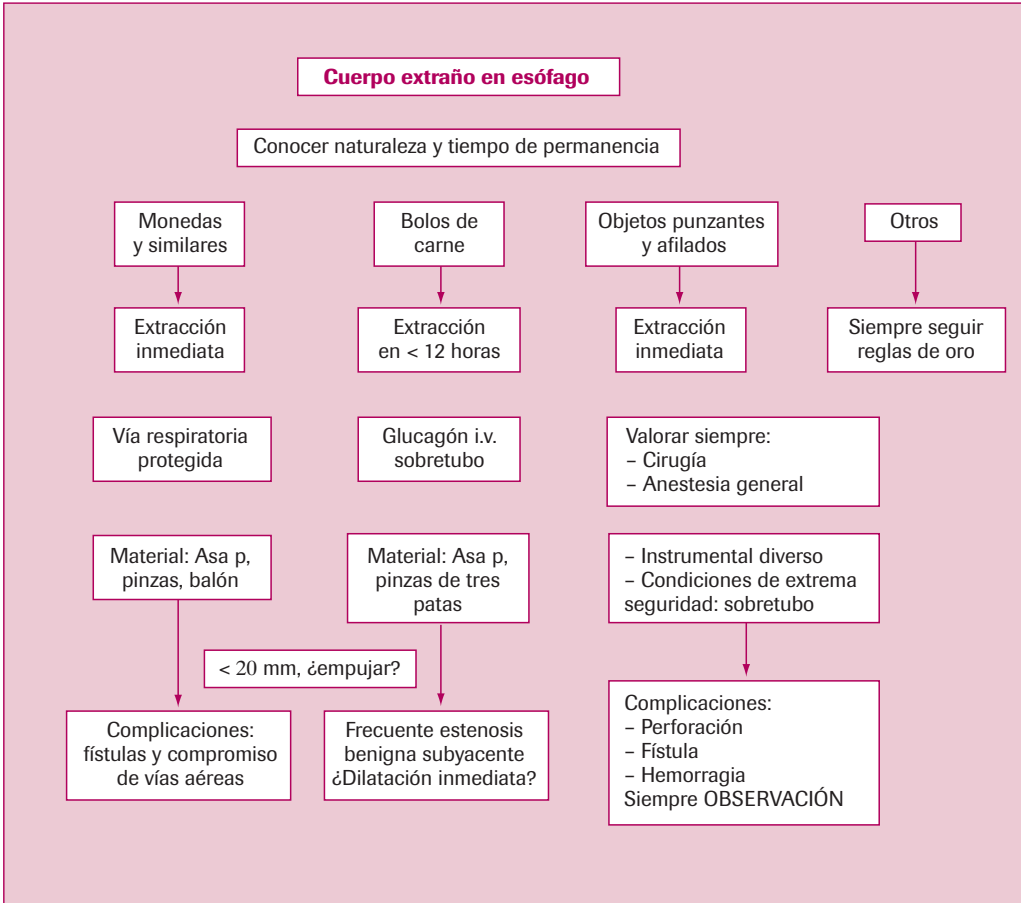 Cuerpo extraño en esófago
Conocer naturaleza y tiempo de permanencia
Monedas
y similares
Bolos de
carne
Objetos punzantes
y afilados
Otros
Extracción
inmediata
Extracción
en < 12 horas
Extracción
inmediata
Siempre seguir
reglas de oro
Vía respiratoria
protegida
Glucagón i.v.
sobretubo
Valorar siempre:
– Cirugía
– Anestesia general
Material: Asa p,
pinzas, balón
Material: Asa p,
pinzas de tres
patas
– Instrumental diverso
– Condiciones de extrema
seguridad: sobretubo
< 20 mm, ¿empujar?
Complicaciones:
fístulas y compromiso
de vías aéreas
Frecuente estenosis
benigna subyacente
¿Dilatación inmediata?
Complicaciones:
– Perforación
– Fístula
– Hemorragia
Siempre OBSERVACIÓN